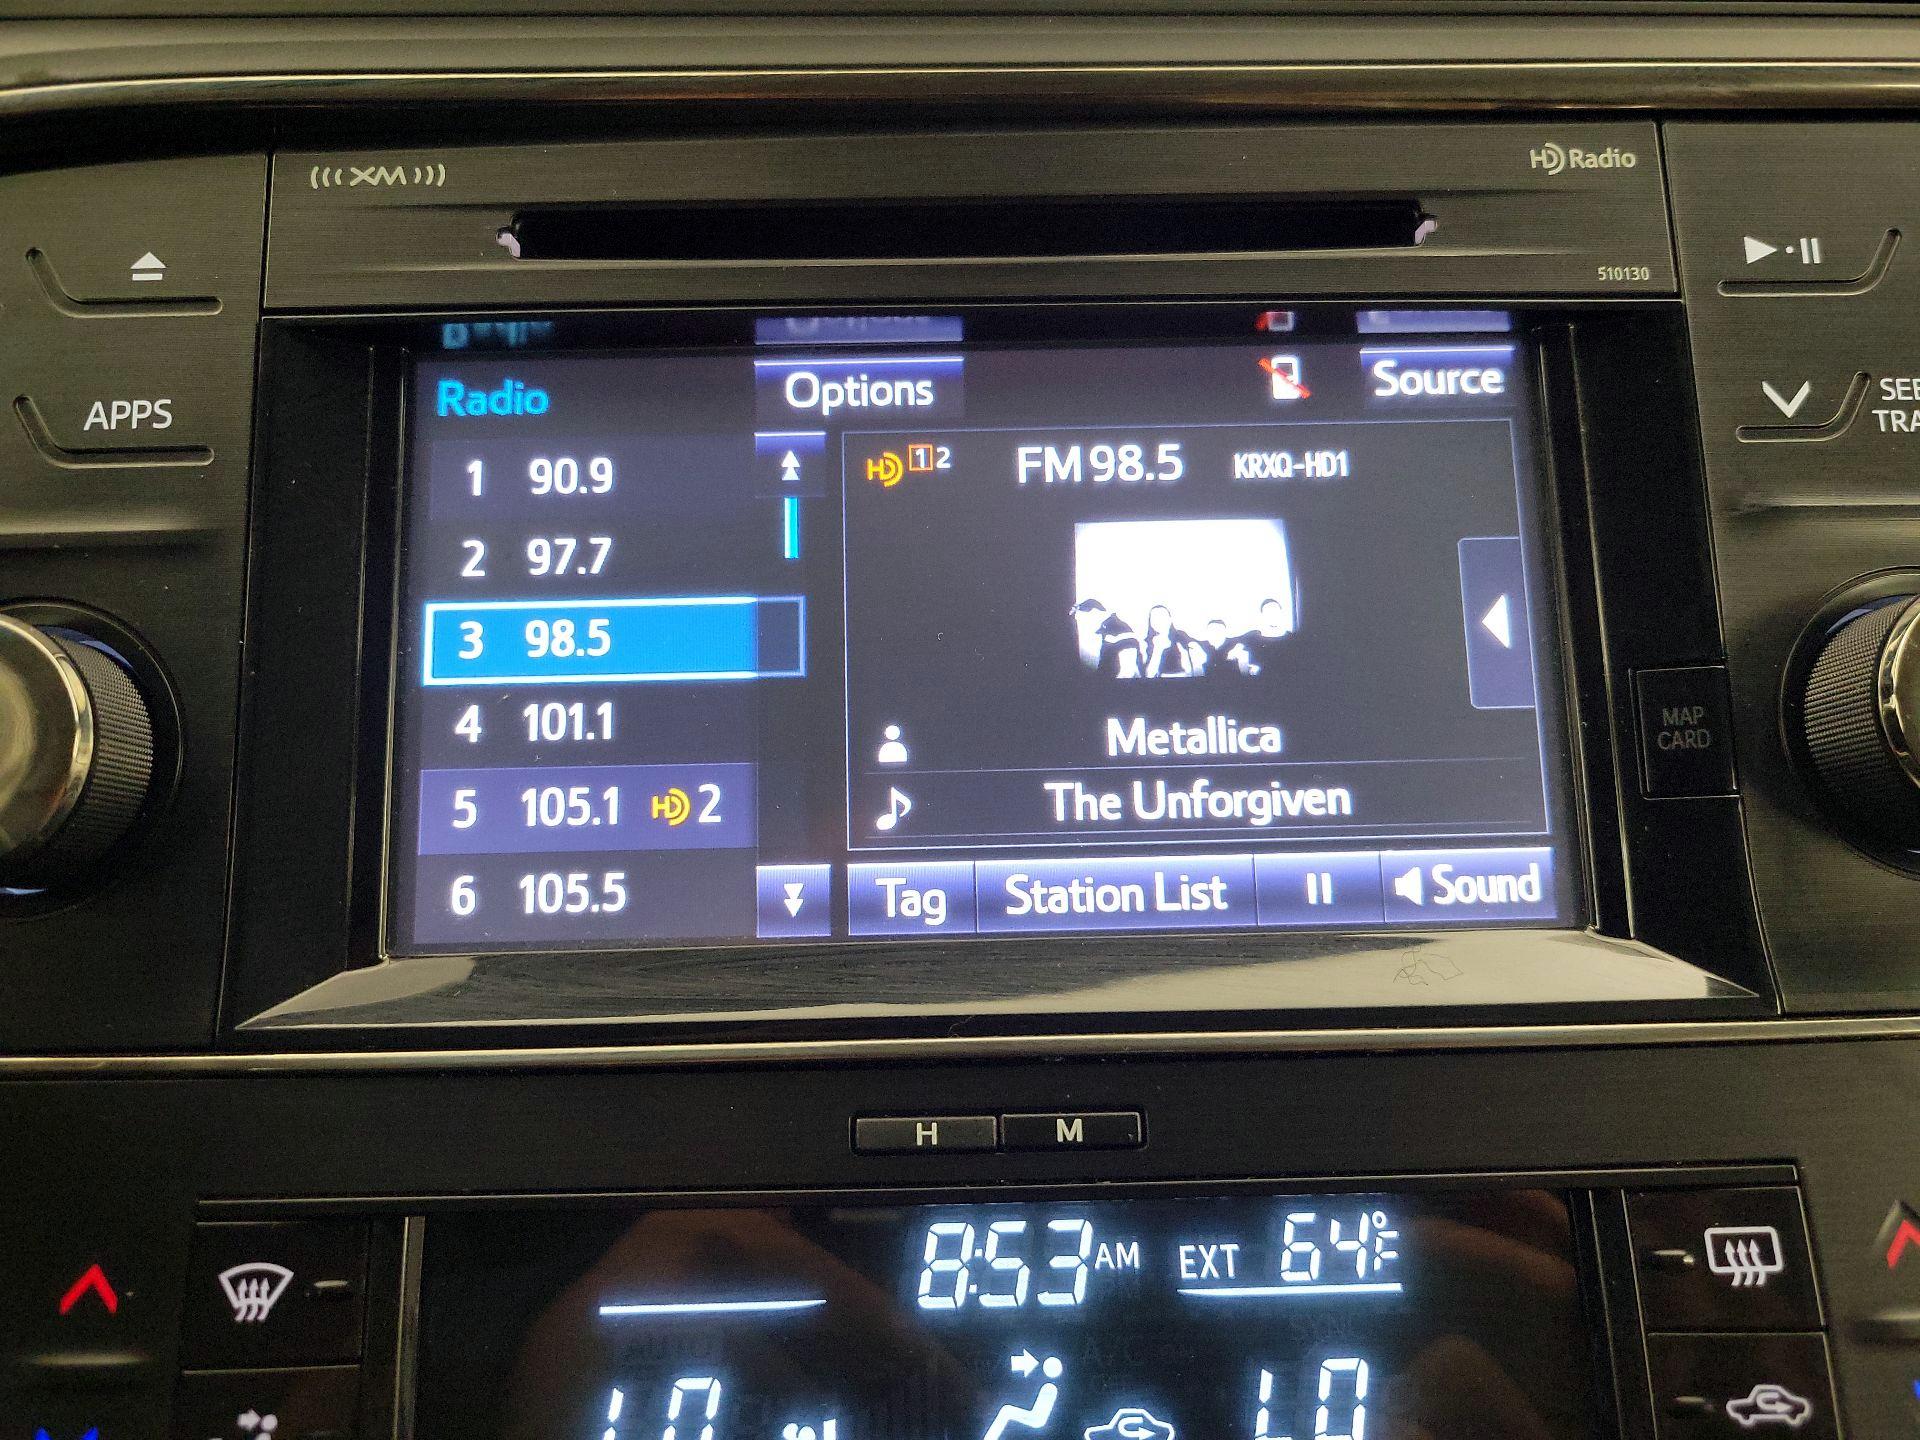 (((XM)))
HD Radio
510130
APPS
SEE
TRA
Radio
Options
Source
1 90.9
2 97.7
3 98.5
4 101.1
5 105.1 HD 2
6 105.5
HD 1 2
FM 98.5
KRXQ-HD1
Metallica
The Unforgiven
Tag
Station List
Sound
MAP
CARD
H
M
8:53 AM
EXT 64°F
LO
LO